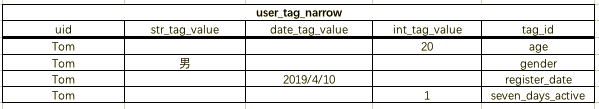 user_tag_narrow
uid str_tag_value date_tag_value int_tag_value tag_id
Tom 20 age
Tom 男 gender
Tom 2019/4/10 register_date
Tom 1 seven_days_active